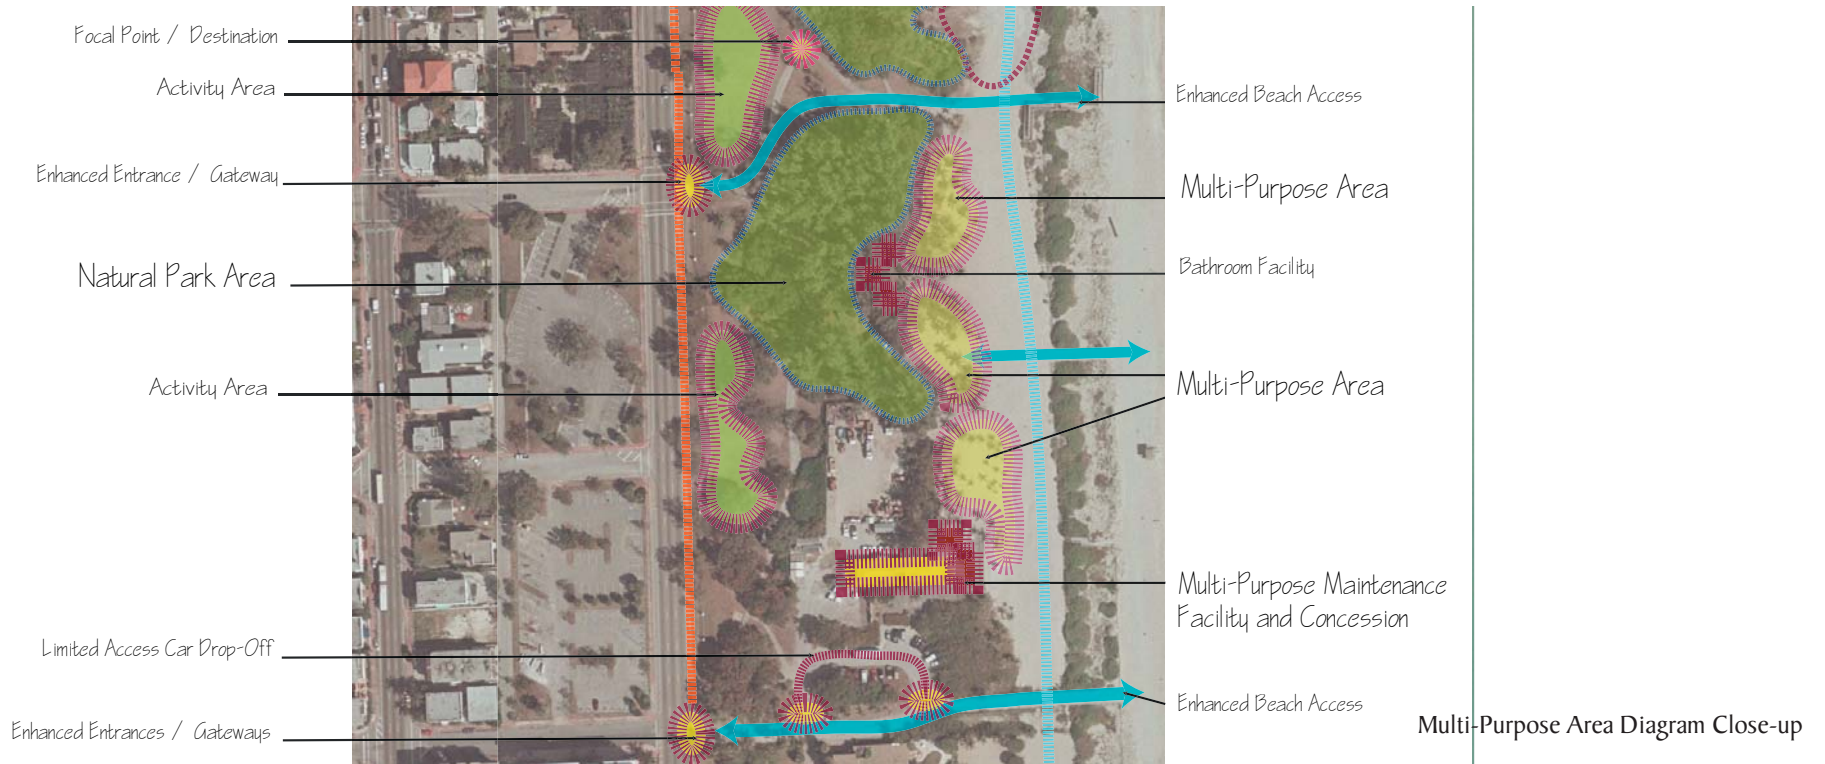 Focal Point / Destination
Activity Area
Enhanced Entrance / Gateway
Natural Park Area
Activity Area
Limited Access Car Drop-Off
Enhanced Entrances / Gateways
Enhanced Beach Access
Multi-Purpose Area
Bathroom Facility
Multi-Purpose Area
Multi-Purpose Maintenance
Facility and Concession
Enhanced Beach Access
Multi-Purpose Area Diagram Close-up